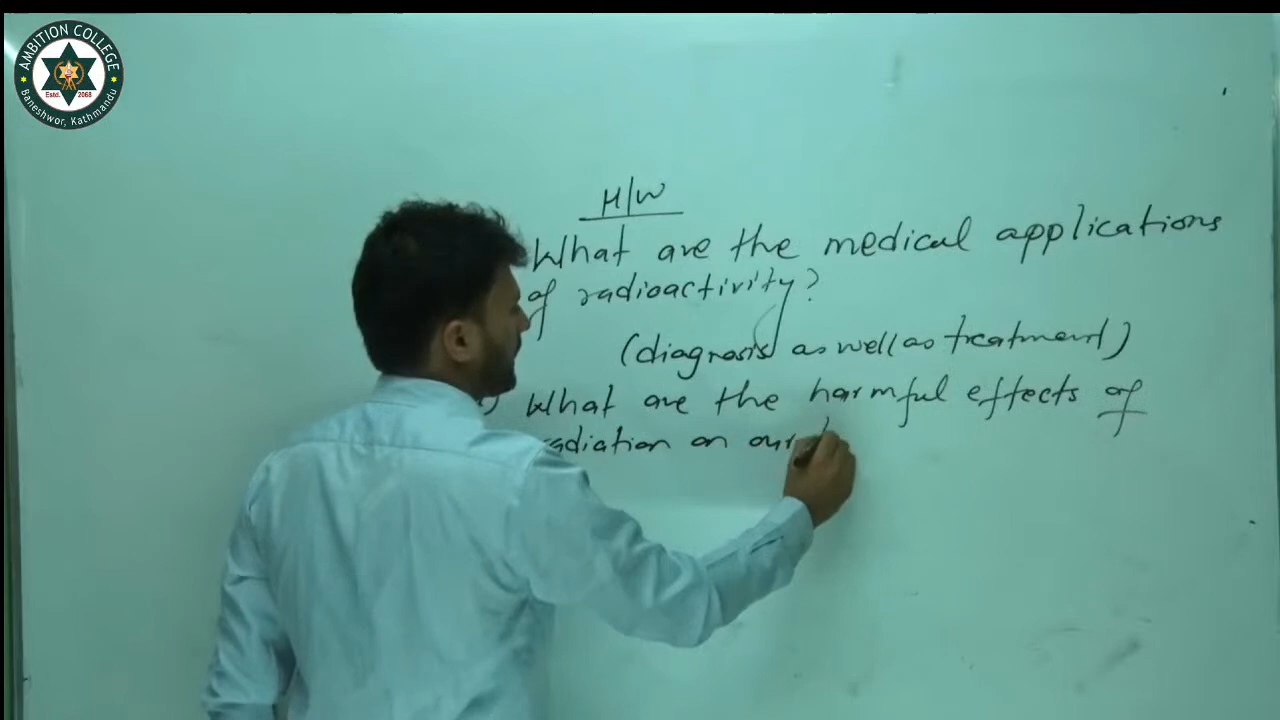 AMBITION COLLEGE
Estd. 2068
Baneshwor, Kathmandu
H/W
What are the medical applications
of radioactivity?
(diagnosis as well as treatment)
) What are the harmful effects of
radiation on our